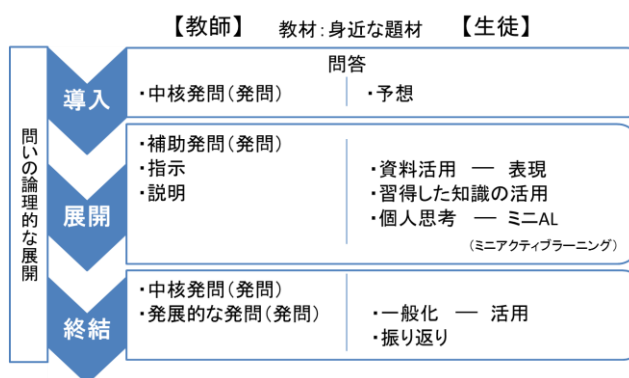 【教師】 教材：身近な題材 【生徒】
問いの論理的な展開
導入
問答
・中核発問（発問） ・予想
展開
・補助発問（発問）
・指示 ・資料活用 ― 表現
・説明 ・習得した知識の活用
・個人思考 ― ミニAL
（ミニアクティブラーニング）
終結
・中核発問（発問）
・発展的な発問（発問） ・一般化 ― 活用
・振り返り